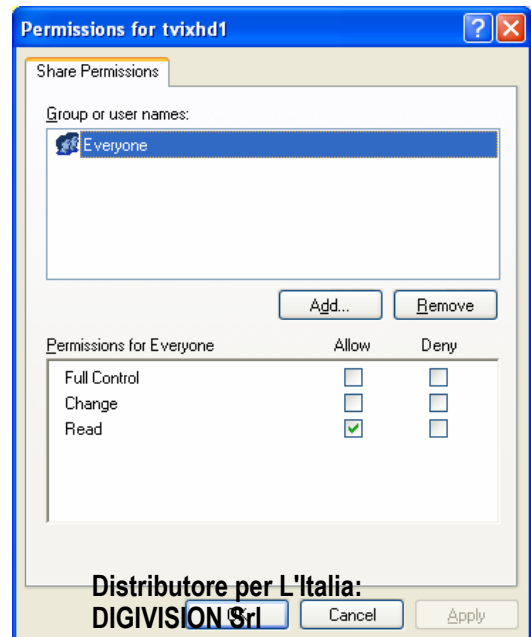 Permissions for tvixhd1
Share Permissions
Group or user names:
Everyone
Add... Remove
Permissions for Everyone Allow Deny
Full Control
Change
Read
Distributore per L'Italia:
DIGIVISION Srl
Cancel Apply